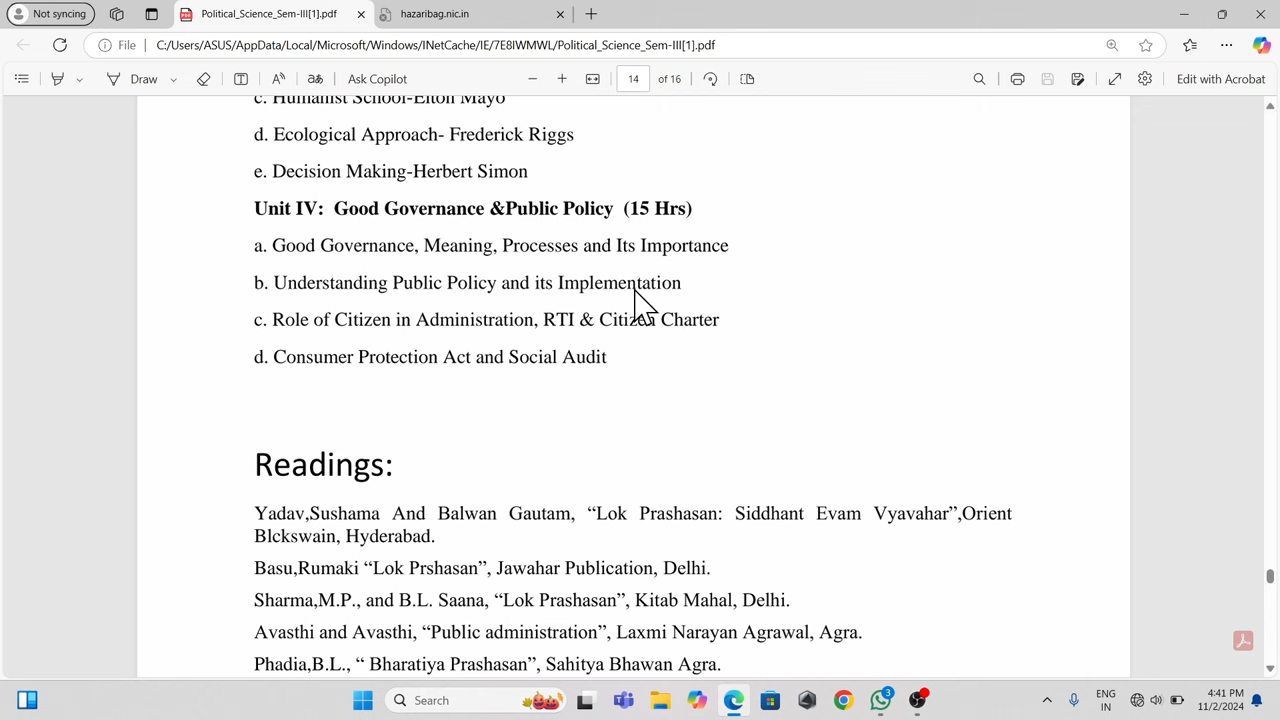 Not syncing
Political_Science_Sem-III[1].pdf
hazaribag.nic.in
File
C:/Users/ASUS/AppData/Local/Microsoft/Windows/INetCache/IE/7E8IWMWL/Political_Science_Sem-III[1].pdf
Draw
Ask Copilot
14 of 16
Edit with Acrobat
c. Humanist School-Elton Mayo
d. Ecological Approach- Frederick Riggs
e. Decision Making-Herbert Simon
Unit IV: Good Governance &Public Policy (15 Hrs)
a. Good Governance, Meaning, Processes and Its Importance
b. Understanding Public Policy and its Implementation
c. Role of Citizen in Administration, RTI & Citizen Charter
d. Consumer Protection Act and Social Audit
Readings:
Yadav,Sushama And Balwan Gautam, “Lok Prashasan: Siddhant Evam Vyavahar”,Orient
Blckswain, Hyderabad.
Basu,Rumaki “Lok Prshasan”, Jawahar Publication, Delhi.
Sharma,M.P., and B.L. Saana, “Lok Prashasan”, Kitab Mahal, Delhi.
Avasthi and Avasthi, “Public administration”, Laxmi Narayan Agrawal, Agra.
Phadia,B.L., “ Bharatiya Prashasan”, Sahitya Bhawan Agra.
Search
3
ENG
IN
4:41 PM
11/2/2024